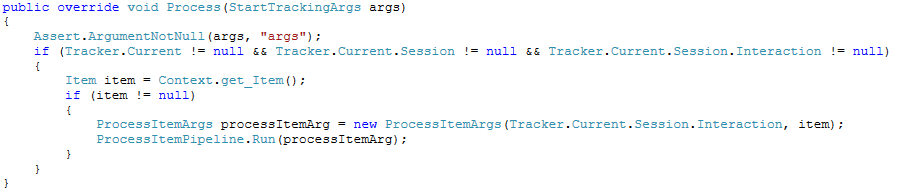 public override void Process(StartTrackingArgs args)
{
    Assert.ArgumentNotNull(args, "args");
    if (Tracker.Current != null && Tracker.Current.Session != null && Tracker.Current.Session.Interaction != null)
    {
        Item item = Context.get_Item();
        if (item != null)
        {
            ProcessItemArgs processItemArg = new ProcessItemArgs(Tracker.Current.Session.Interaction, item);
            ProcessItemPipeline.Run(processItemArg);
        }
    }
}